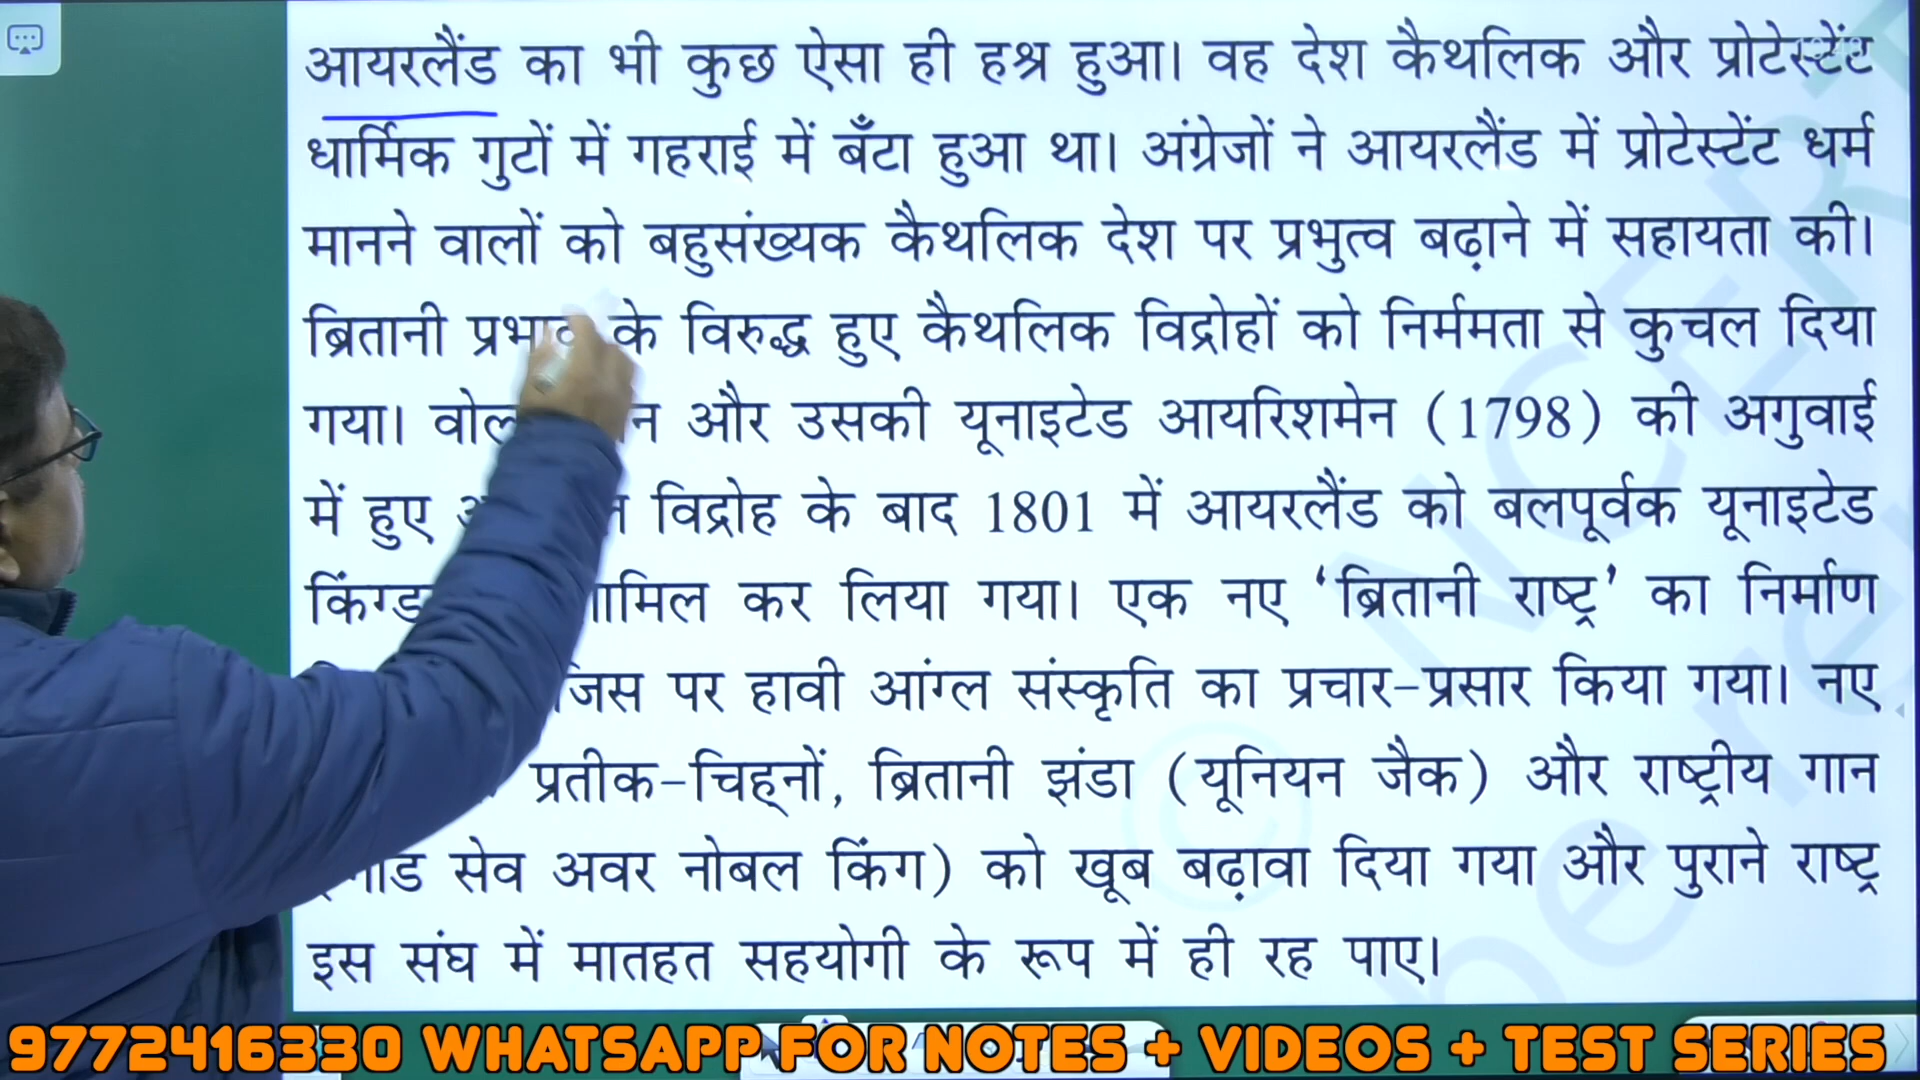 आयरलैंड का भी कुछ ऐसा ही हश्र हुआ। वह देश कैथलिक और प्रोटेस्टेंट
धार्मिक गुटों में गहराई में बँटा हुआ था। अंग्रेजों ने आयरलैंड में प्रोटेस्टेंट धर्म
मानने वालों को बहुसंख्यक कैथलिक देश पर प्रभुत्व बढ़ाने में सहायता की।
ब्रितानी के विरुद्ध हुए कैथलिक विद्रोहों को निर्ममता से कुचल दिया
गया। और उसकी यूनाइटेड आयरिशमेन (1798) की अगुवाई
में हुए विद्रोह के बाद 1801 में आयरलैंड को बलपूर्वक यूनाइटेड
कर लिया गया। एक नए ‘ब्रितानी राष्ट्र’ का निर्माण
जिस पर हावी आंग्ल संस्कृति का प्रचार-प्रसार किया गया। नए
प्रतीक-चिह्नों, ब्रितानी झंडा (यूनियन जैक) और राष्ट्रीय गान
सेव अवर नोबल किंग) को खूब बढ़ावा दिया गया और पुराने राष्ट्र
इस संघ में मातहत सहयोगी के रूप में ही रह पाए।
9772416330 WHATSAPP FOR NOTES + VIDEOS + TEST SERIES